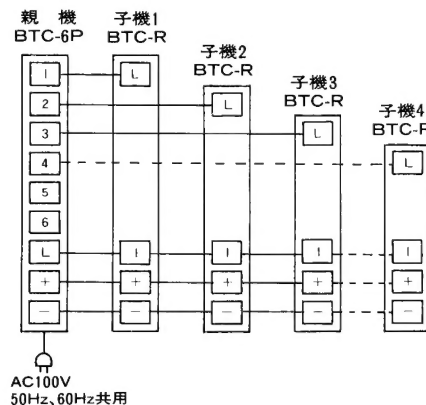 親 機
BTC-6P
子機1
BTC-R
子機2
BTC-R
子機3
BTC-R
子機4
BTC-R
1 L
2 L
3 L
4 L
5
6
L I I I I
+ + + + +
- - - - -
AC100V
50Hz、60Hz共用